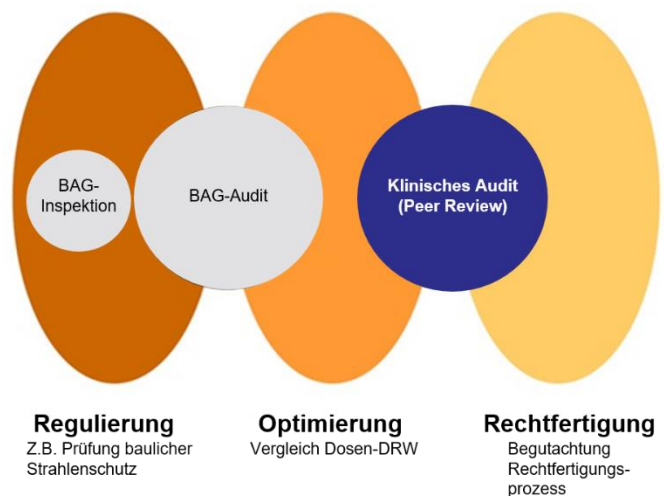 BAG-
Inspektion
BAG-Audit
Klinisches Audit
(Peer Review)
Regulierung
Z.B. Prüfung baulicher
Strahlenschutz
Optimierung
Vergleich Dosen-DRW
Rechtfertigung
Begutachtung
Rechtfertigungs-
prozess